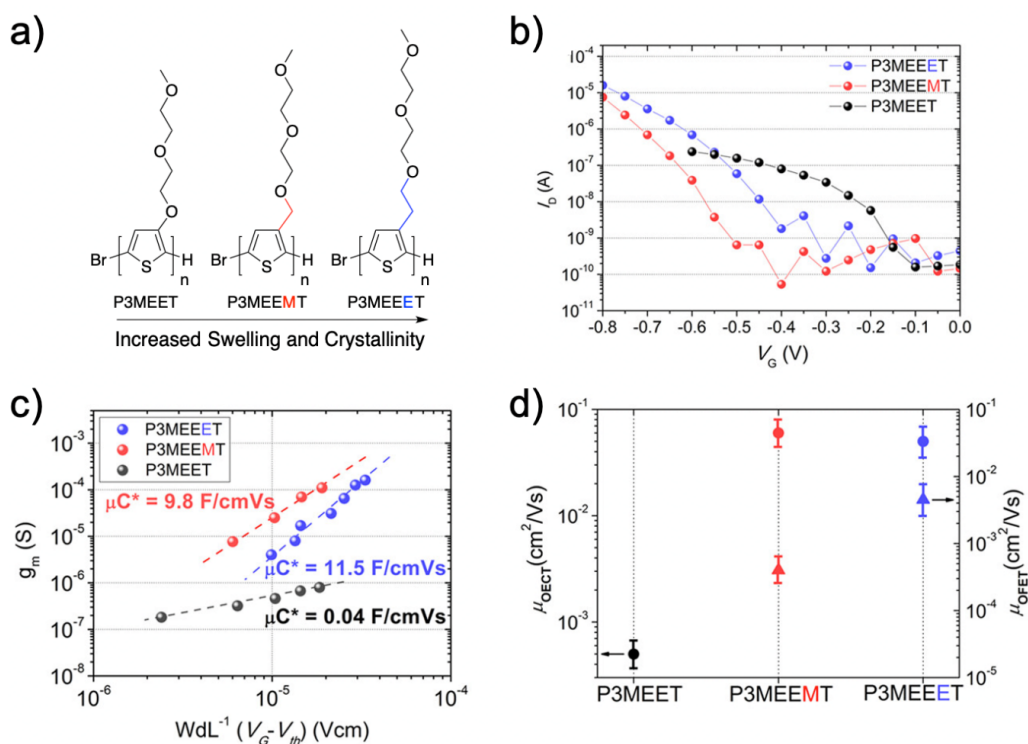 a)
O
O
O
O
Br
S
H
n
P3MEET
O
O
O
Br
S
H
n
P3MEEMT
O
O
O
Br
S
H
n
P3MEEET
Increased Swelling and Crystallinity
b)
P3MEEET
P3MEEMT
P3MEET
I_D (A)
10⁻⁴
10⁻⁵
10⁻⁶
10⁻⁷
10⁻⁸
10⁻⁹
10⁻¹⁰
10⁻¹¹
-0.8 -0.7 -0.6 -0.5 -0.4 -0.3 -0.2 -0.1 0.0
V_G (V)
c)
P3MEEET
P3MEEMT
P3MEET
μC* = 9.8 F/cmVs
μC* = 11.5 F/cmVs
μC* = 0.04 F/cmVs
g_m (S)
10⁻³
10⁻⁴
10⁻⁵
10⁻⁶
10⁻⁷
10⁻⁸
10⁻⁶ 10⁻⁵ 10⁻⁴
WdL⁻¹ (V_G-V_th) (Vcm)
d)
μ_OECT(cm²/Vs)
10⁻¹
10⁻²
10⁻³
10⁻¹
10⁻²
10⁻³
10⁻⁴
10⁻⁵
μ_OFET(cm²/Vs)
P3MEET P3MEEMT P3MEEET